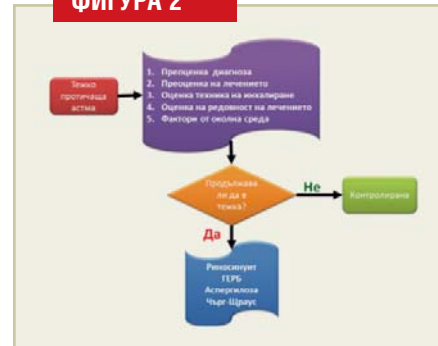 ФИГУРА 2
Тежко
протичаща
астма
1. Преоценка диагноза
2. Преоценка на лечението
3. Оценка техника на инхалиране
4. Оценка на редовност на лечението
5. Фактори от околна среда
Продължава
ли да е
тежка?
Не
Контролирана
Да
Риносинуит
ГЕРБ
Аспергилоза
Чърг-Щраус